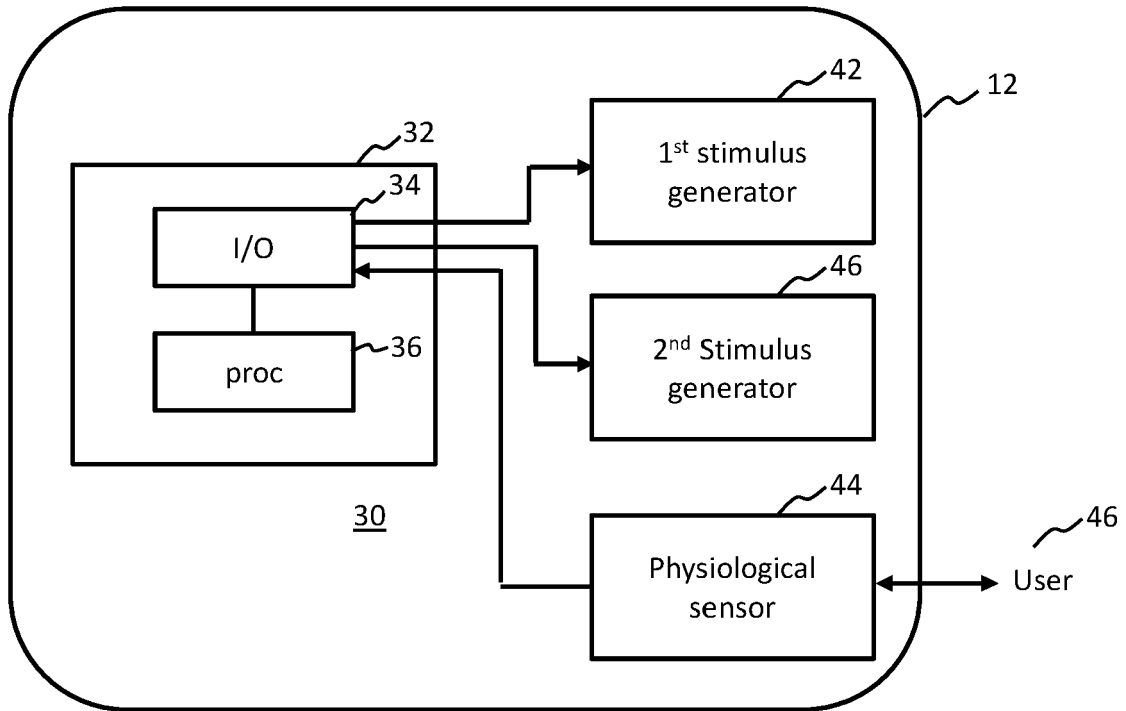 42
12
1st stimulus
generator
32
34
I/O
46
2nd Stimulus
generator
36
proc
44
30
46
Physiological
sensor
User